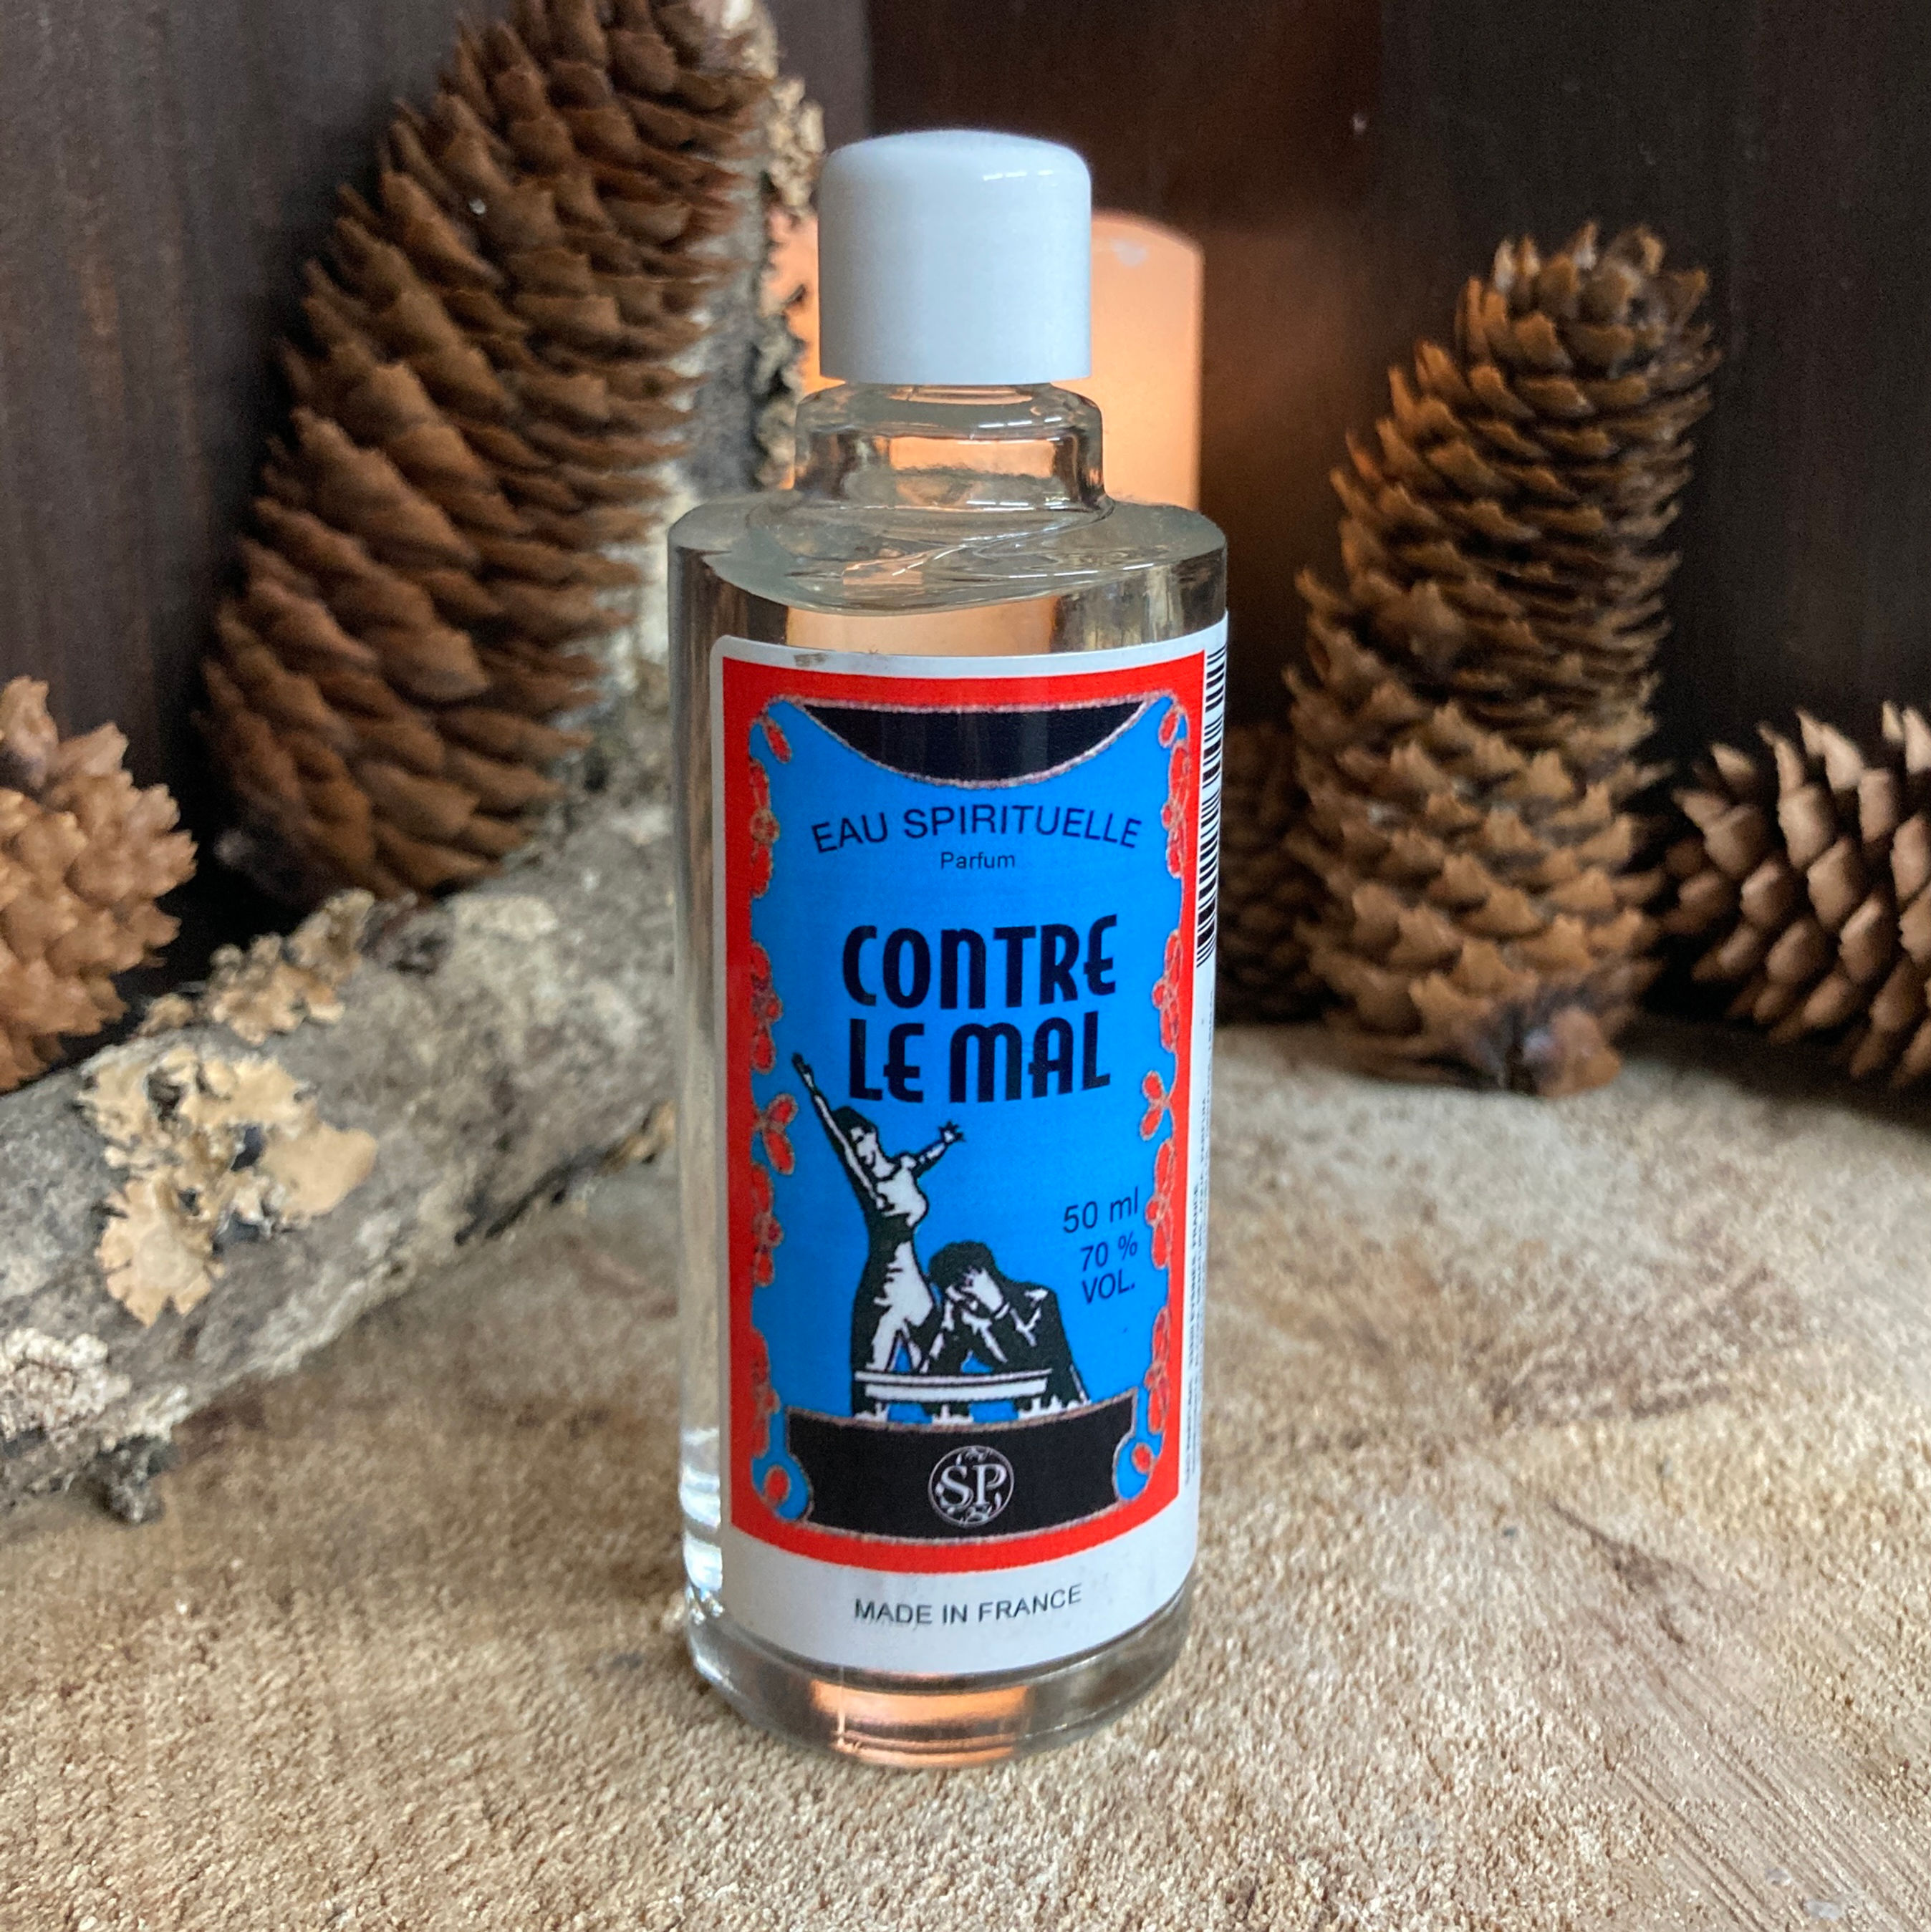 EAU SPIRITUELLE
Parfum
CONTRE
LE MAL
50 ml
70 %
VOL.
SP
MADE IN FRANCE